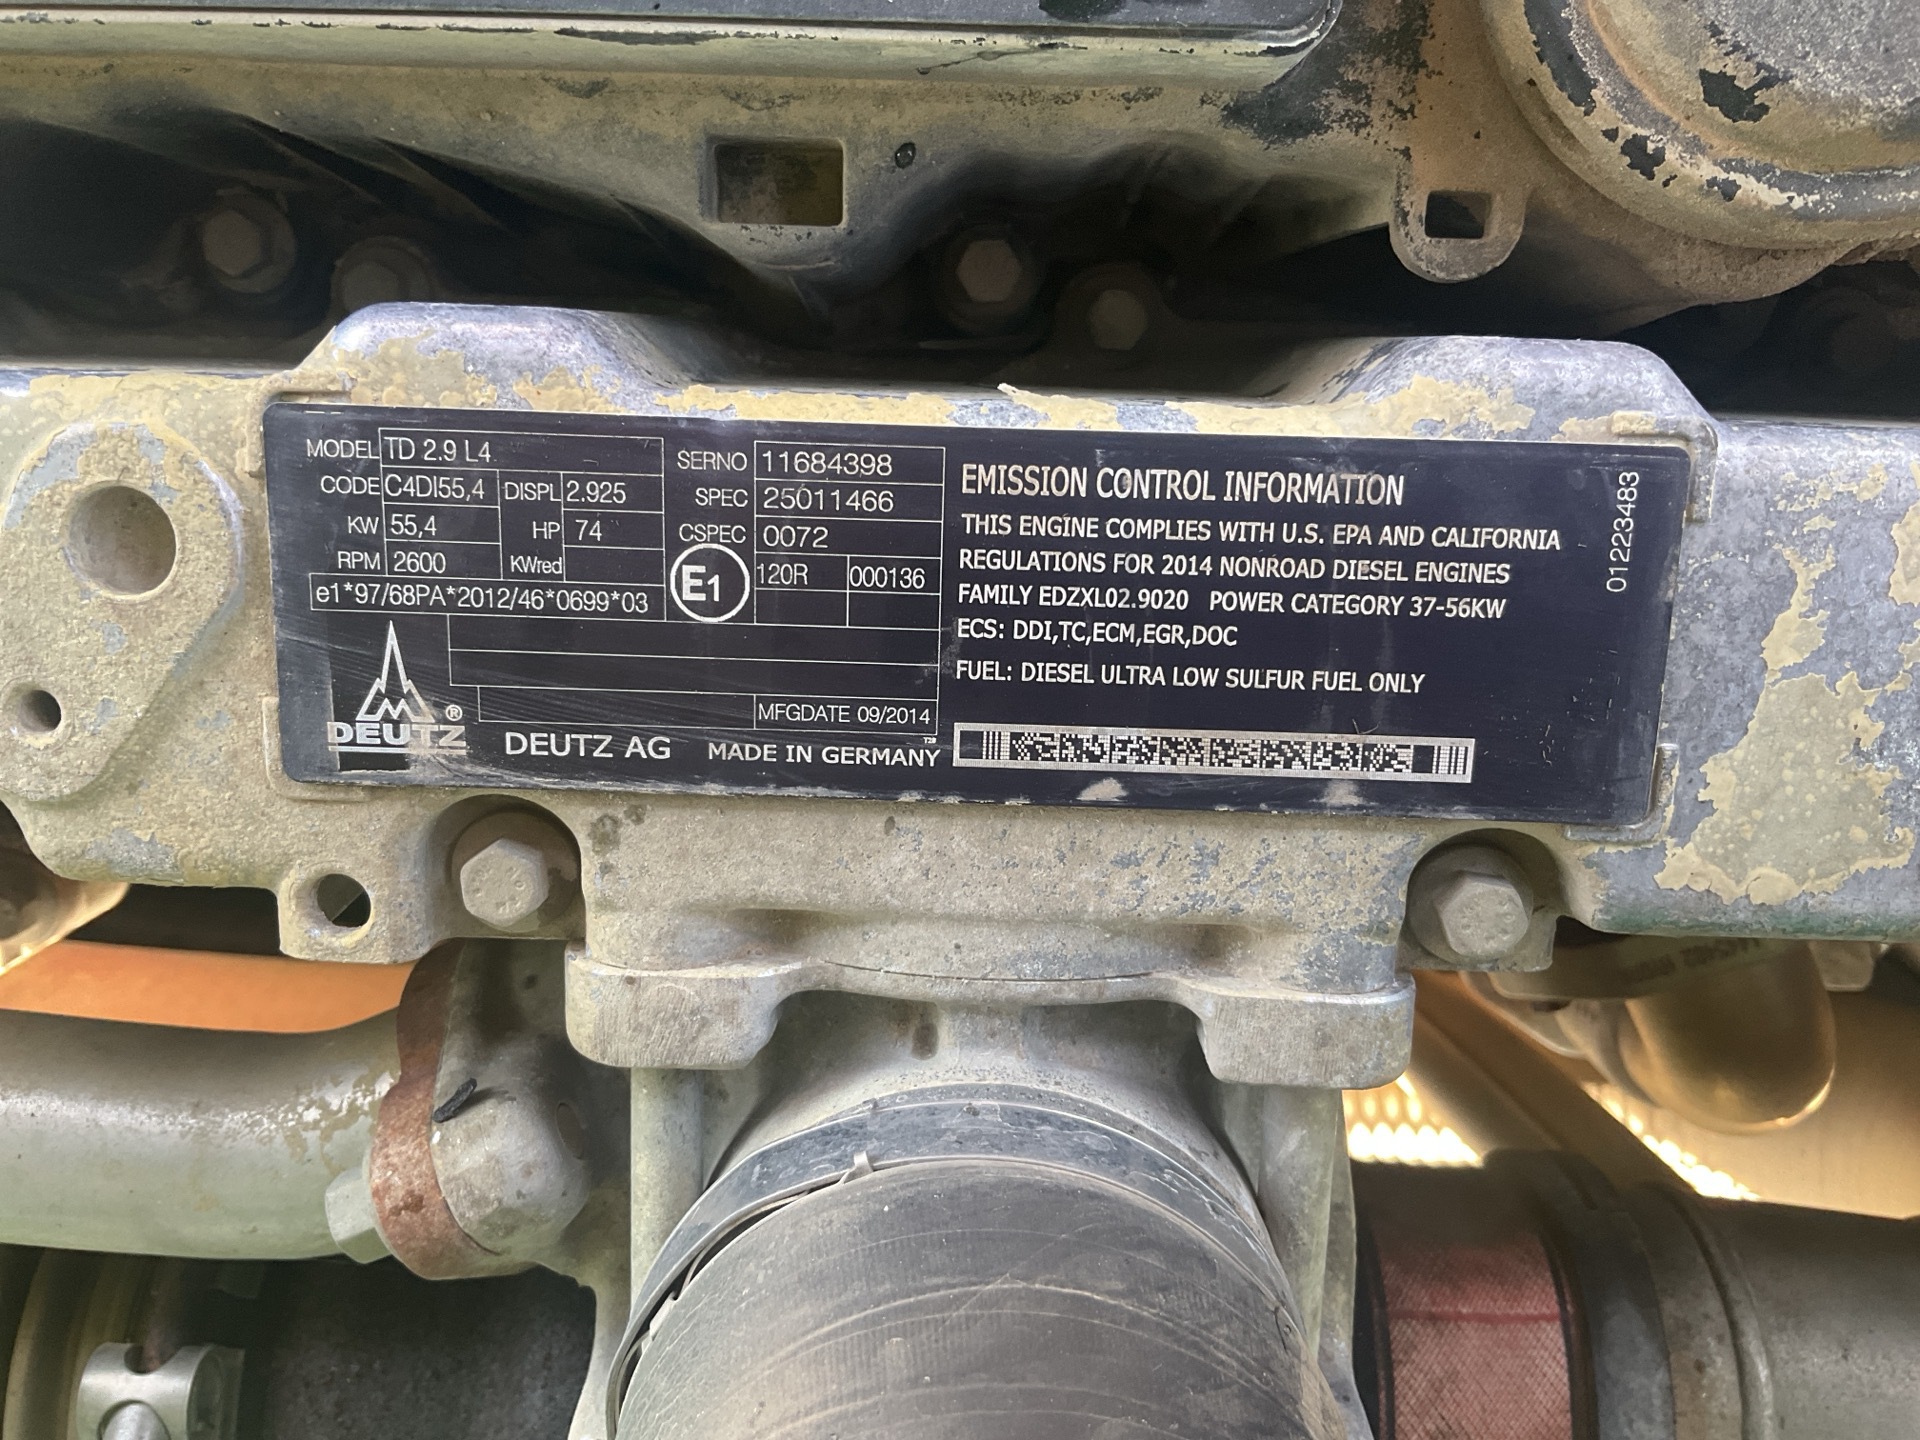 MODEL TD 2.9 L4
CODE C4DI55,4 DISPL 2.925
KW 55,4 HP 74
RPM 2600 KWred
e1*97/68PA*2012/46*0699*03
SERNO 11684398
SPEC 25011466
CSPEC 0072
E1 120R 000136
MFGDATE 09/2014
DEUTZ ®
DEUTZ AG MADE IN GERMANY
EMISSION CONTROL INFORMATION
THIS ENGINE COMPLIES WITH U.S. EPA AND CALIFORNIA
REGULATIONS FOR 2014 NONROAD DIESEL ENGINES
FAMILY EDZXL02.9020 POWER CATEGORY 37-56KW
ECS: DDI,TC,ECM,EGR,DOC
FUEL: DIESEL ULTRA LOW SULFUR FUEL ONLY
01223483